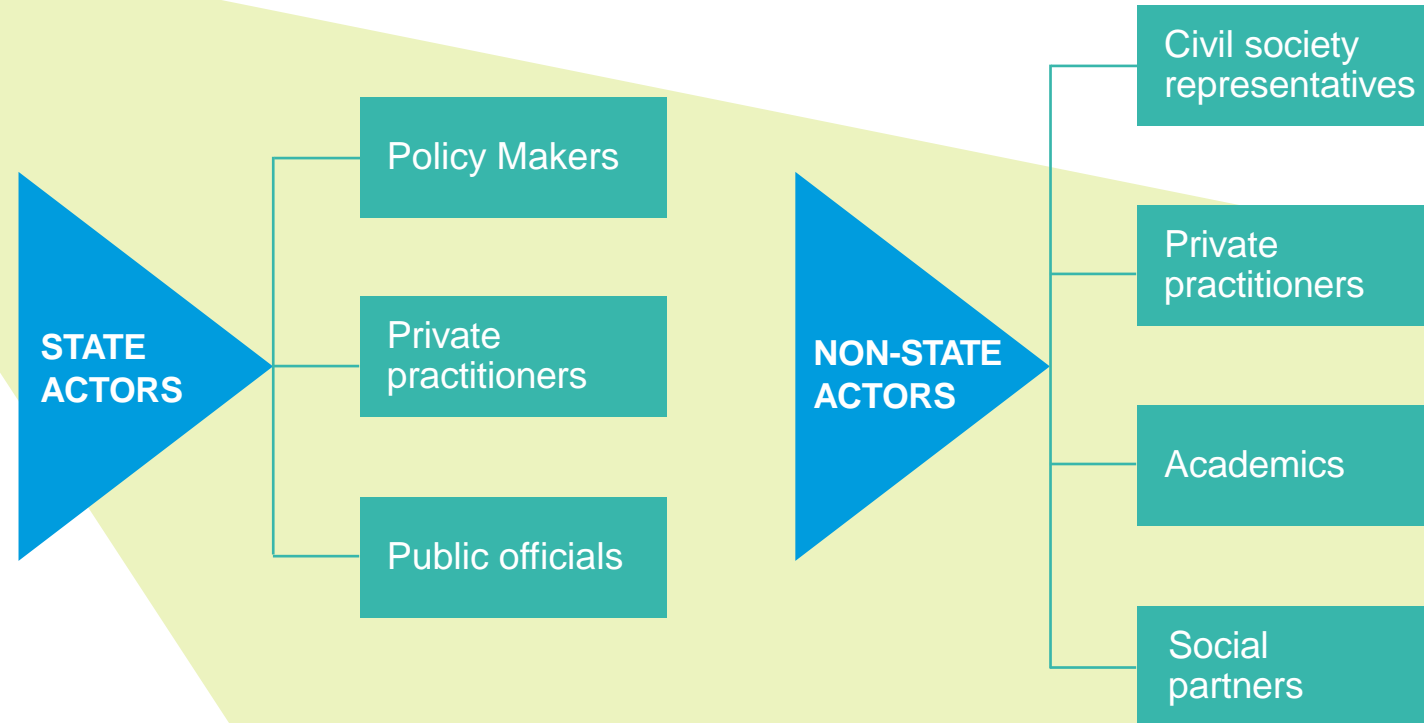 STATE
ACTORS
Policy Makers
Private
practitioners
Public officials
NON-STATE
ACTORS
Civil society
representatives
Private
practitioners
Academics
Social
partners